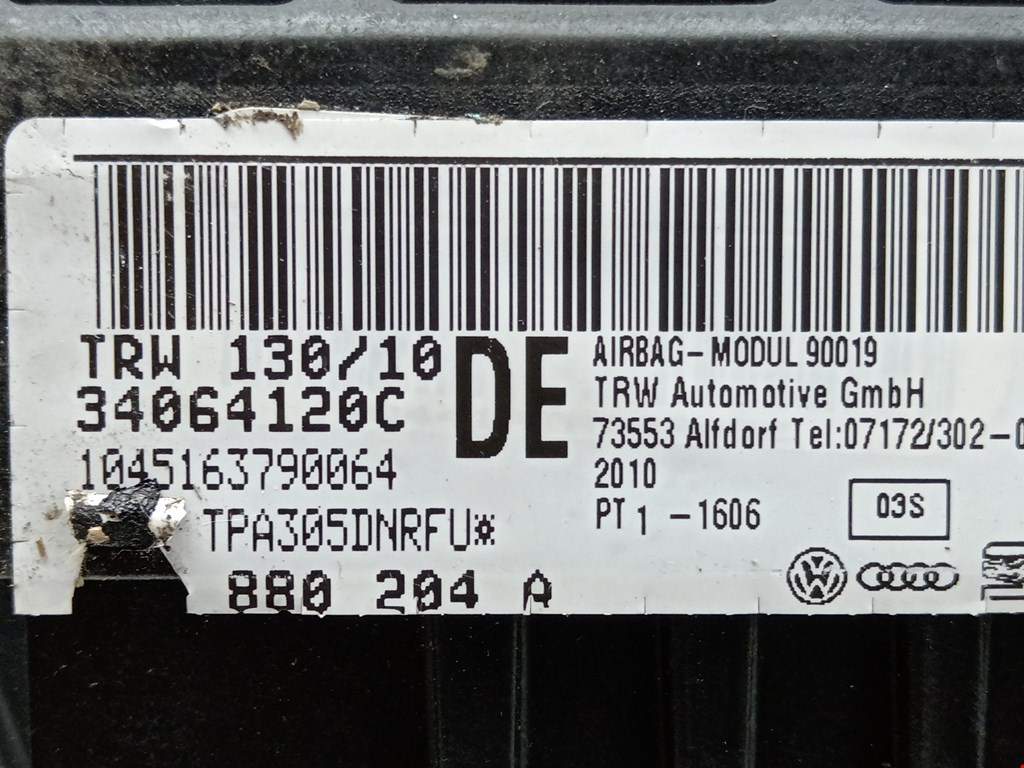 TRW 130/10
34064120C
1045163790064
TPA305DNRFU*
880 204 A
DE
AIRBAG-MODUL 90019
TRW Automotive GmbH
73553 Alfdorf Tel:07172/302-0
2010
PT 1 -1606
03S